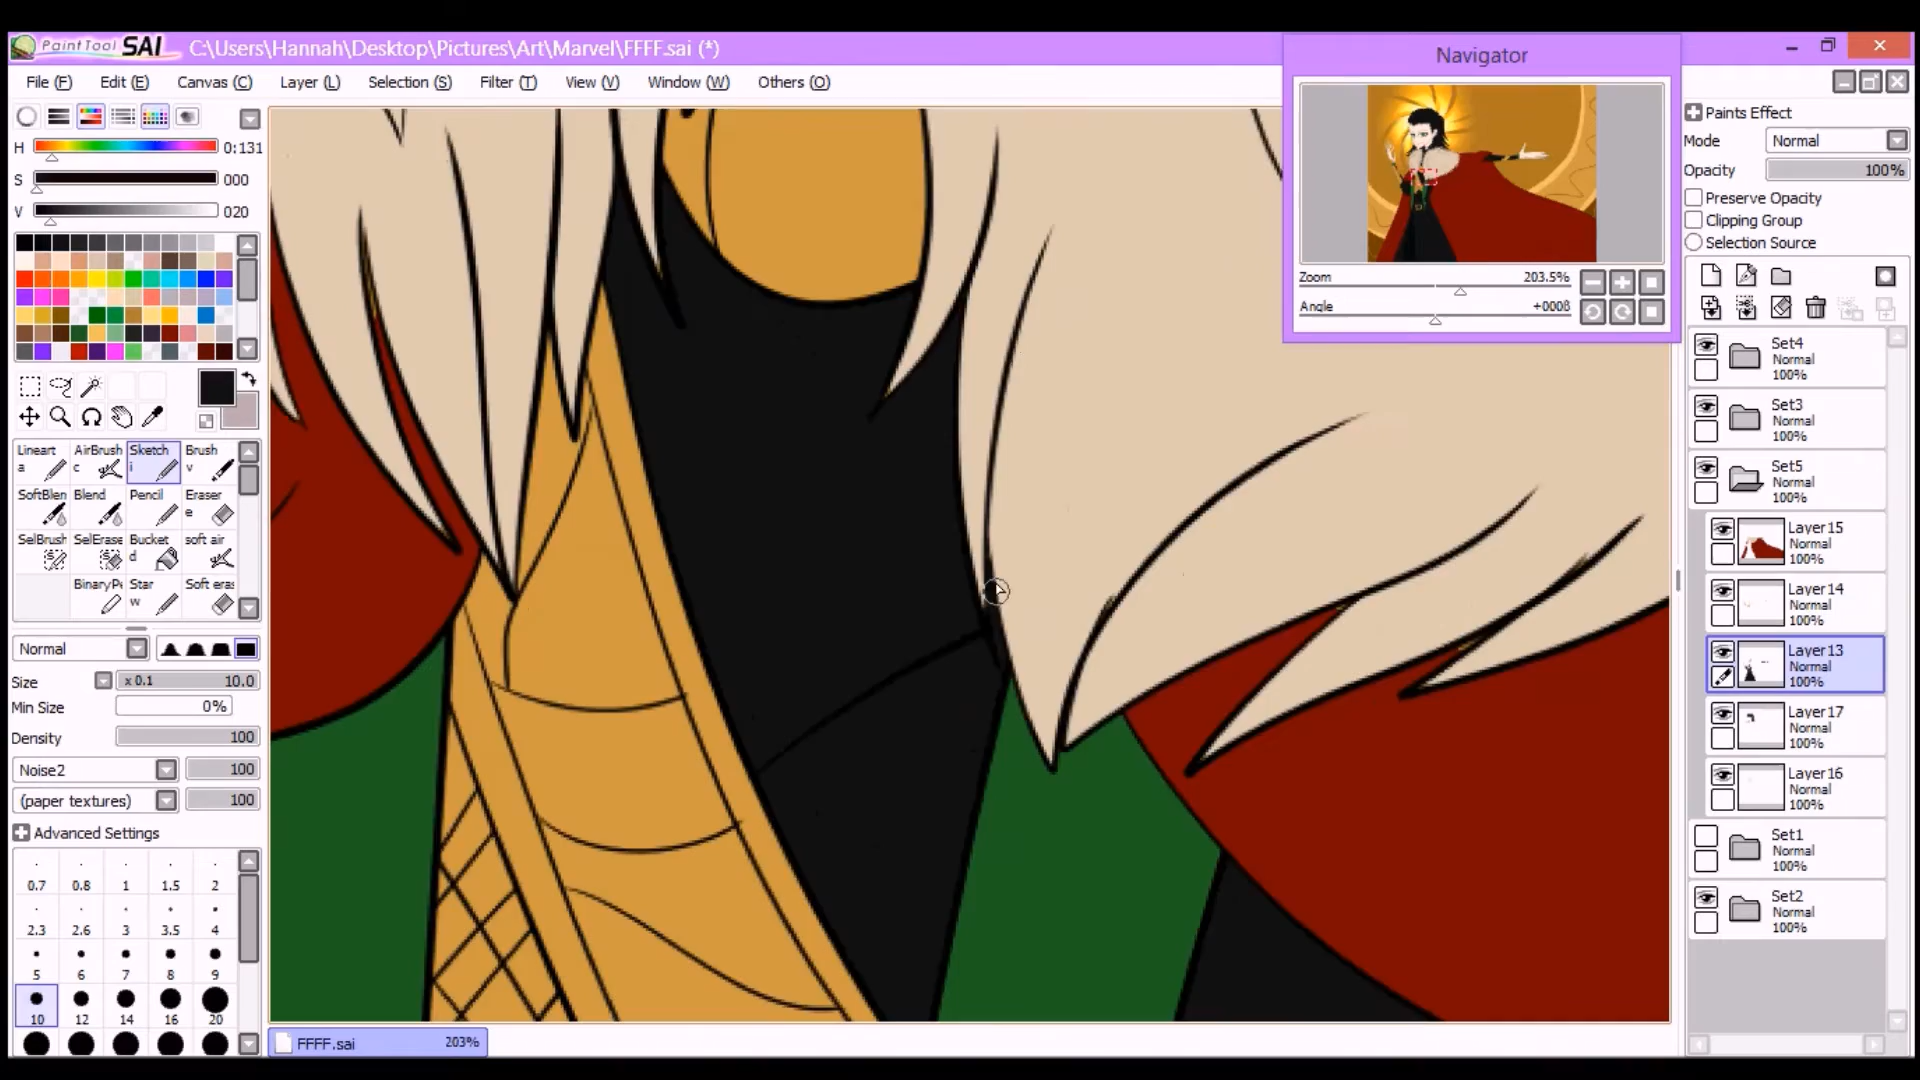 PaintTool SAI C:\Users\Hannah\Desktop\Pictures\Art\Marvel\FFFF.sai (*)
File (F) Edit (E) Canvas (C) Layer (L) Selection (S) Filter (T) View (V) Window (W) Others (O)
H 0:131
S 000
V 020
Lineart a AirBrush c Sketch i Brush v
SoftBlen Blend Pencil Eraser e
SelBrush SelErase Bucket d soft air
BinaryPe Star w Soft eras
Normal
Size x 0.1 10.0
Min Size 0%
Density 100
Noise2 100
(paper textures) 100
Advanced Settings
0.7 0.8 1 1.5 2
2.3 2.6 3 3.5 4
5 6 7 8 9
10 12 14 16 20
FFFF.sai 203%
Navigator
Zoom 203.5%
Angle +000ß
Paints Effect
Mode Normal
Opacity 100%
Preserve Opacity
Clipping Group
Selection Source
Set4
Normal
100%
Set3
Normal
100%
Set5
Normal
100%
Layer15
Normal
100%
Layer14
Normal
100%
Layer13
Normal
100%
Layer17
Normal
100%
Layer16
Normal
100%
Set1
Normal
100%
Set2
Normal
100%